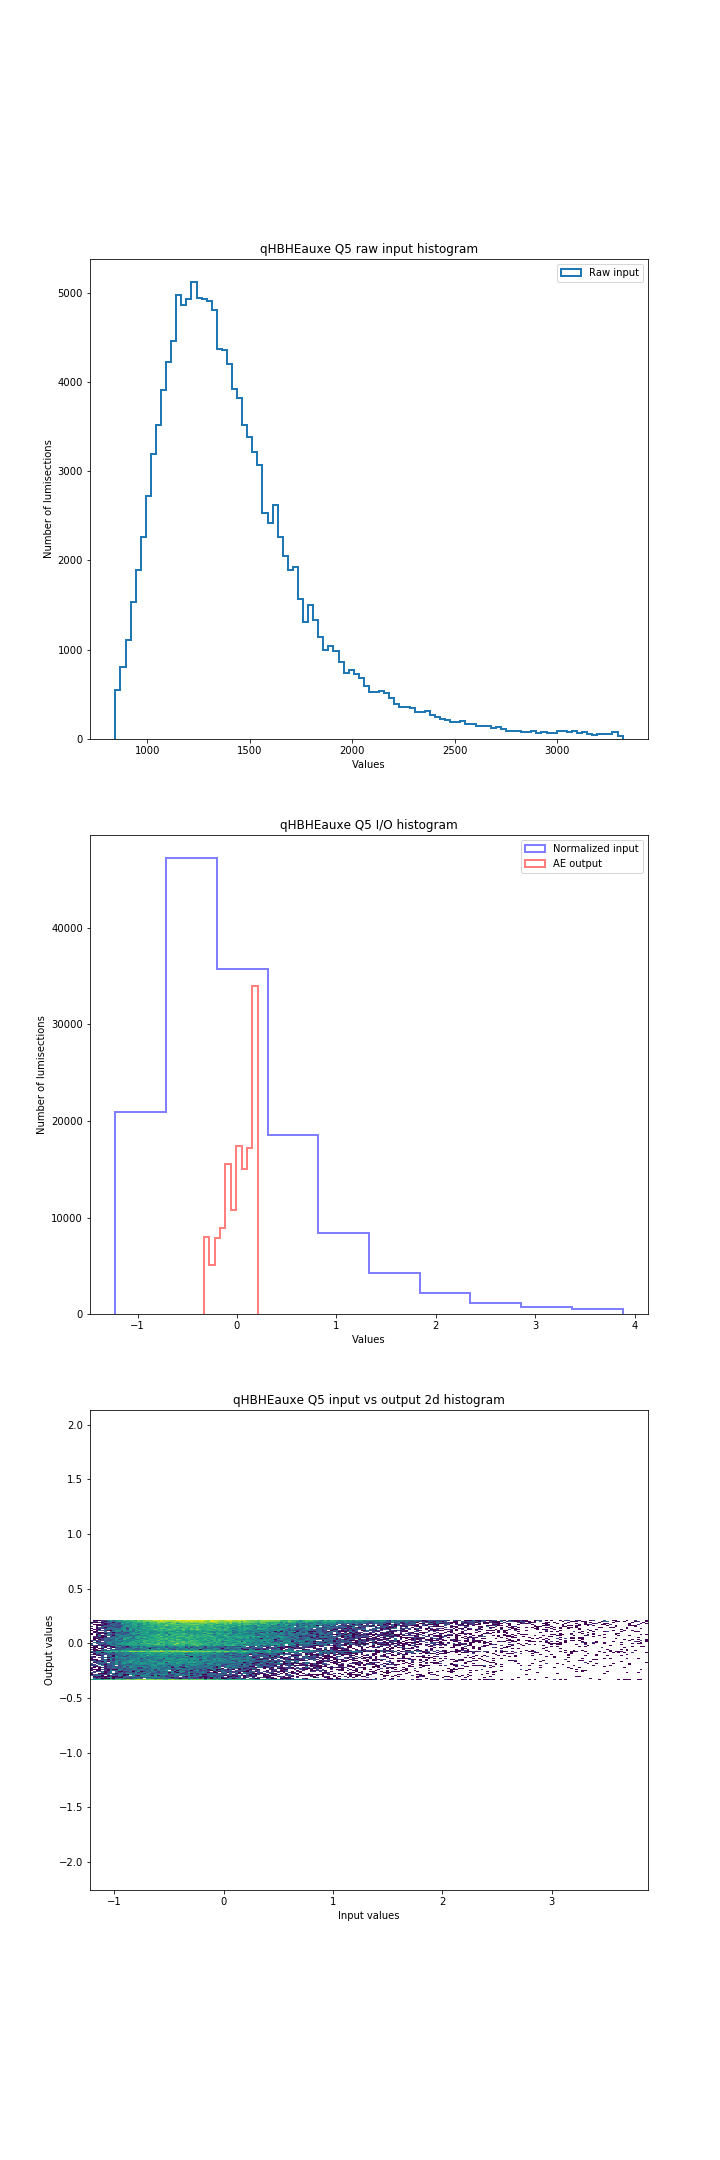 qHBHEauxe Q5 raw input histogram
Raw input
5000
4000
3000
2000
1000
0
Number of lumisections
1000 1500 2000 2500 3000
Values
qHBHEauxe Q5 I/O histogram
Normalized input
AE output
40000
30000
20000
10000
0
Number of lumisections
−1 0 1 2 3 4
Values
qHBHEauxe Q5 input vs output 2d histogram
2.0
1.5
1.0
0.5
0.0
−0.5
−1.0
−1.5
−2.0
Output values
−1 0 1 2 3
Input values